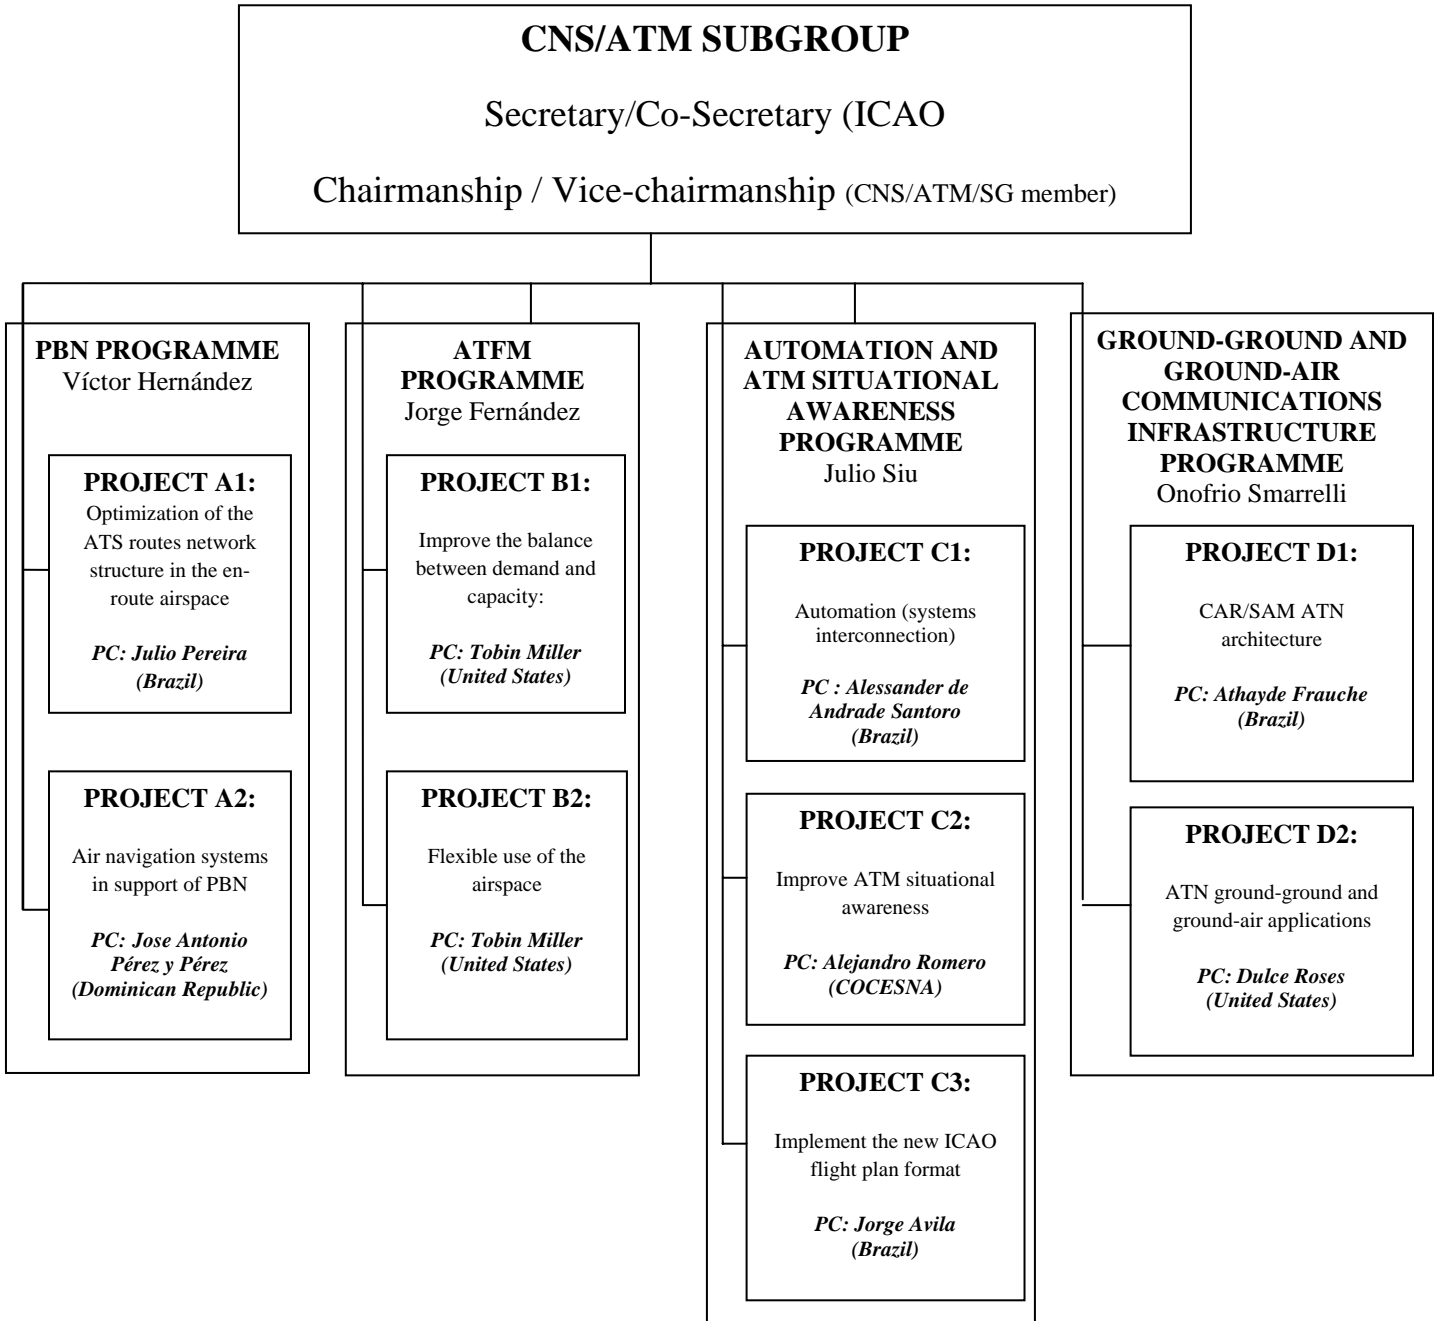 CNS/ATM SUBGROUP
Secretary/Co-Secretary (ICAO
Chairmanship / Vice-chairmanship (CNS/ATM/SG member)
PBN PROGRAMME
Víctor Hernández
PROJECT A1:
Optimization of the
ATS routes network
structure in the en-
route airspace
PC: Julio Pereira
(Brazil)
PROJECT A2:
Air navigation systems
in support of PBN
PC: Jose Antonio
Pérez y Pérez
(Dominican Republic)
ATFM
PROGRAMME
Jorge Fernández
PROJECT B1:
Improve the balance
between demand and
capacity:
PC: Tobin Miller
(United States)
PROJECT B2:
Flexible use of the
airspace
PC: Tobin Miller
(United States)
AUTOMATION AND
ATM SITUATIONAL
AWARENESS
PROGRAMME
Julio Siu
PROJECT C1:
Automation (systems
interconnection)
PC : Alessander de
Andrade Santoro
(Brazil)
PROJECT C2:
Improve ATM situational
awareness
PC: Alejandro Romero
(COCESNA)
PROJECT C3:
Implement the new ICAO
flight plan format
PC: Jorge Avila
(Brazil)
GROUND-GROUND AND
GROUND-AIR
COMMUNICATIONS
INFRASTRUCTURE
PROGRAMME
Onofrio Smarrelli
PROJECT D1:
CAR/SAM ATN
architecture
PC: Athayde Frauche
(Brazil)
PROJECT D2:
ATN ground-ground and
ground-air applications
PC: Dulce Roses
(United States)